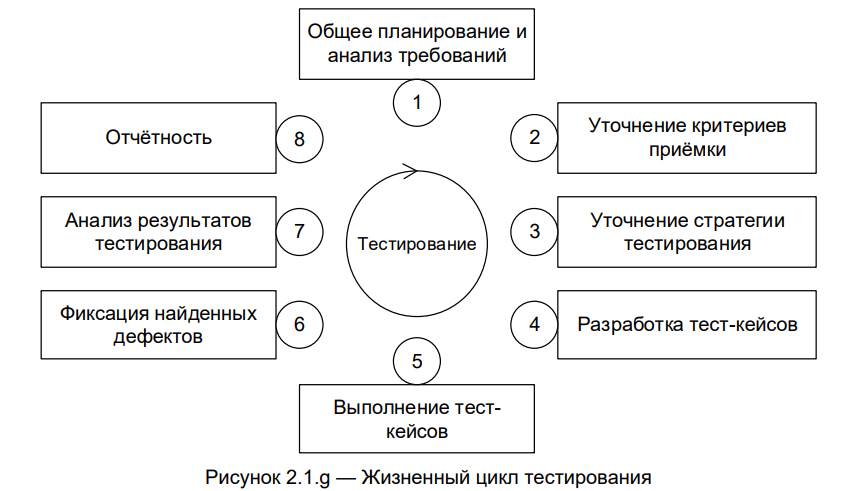 Общее планирование и
анализ требований
1
2
Уточнение критериев
приёмки
3
Уточнение стратегии
тестирования
4
Разработка тест-кейсов
5
Выполнение тест-
кейсов
6
Фиксация найденных
дефектов
7
Анализ результатов
тестирования
8
Отчётность
Тестирование
Рисунок 2.1.g — Жизненный цикл тестирования